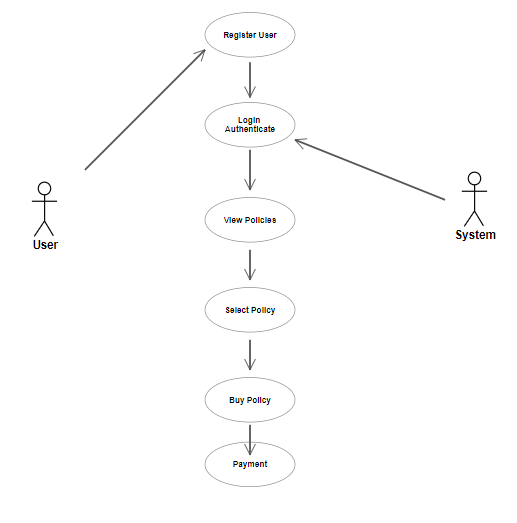 Register User
Login
Authenticate
User
System
View Policies
Select Policy
Buy Policy
Payment